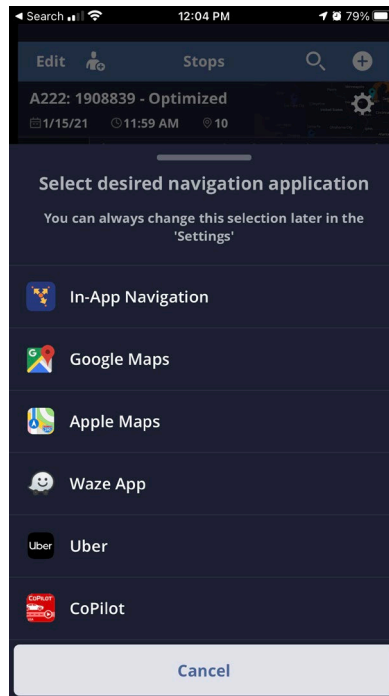 Search
12:04 PM
79%
Edit
Stops
A222: 1908839 - Optimized
1/15/21
11:59 AM
10
Select desired navigation application
You can always change this selection later in the
'Settings'
In-App Navigation
G
Google Maps
280
Apple Maps
Waze App
Uber
Uber
COPILOT
CoPilot
Cancel